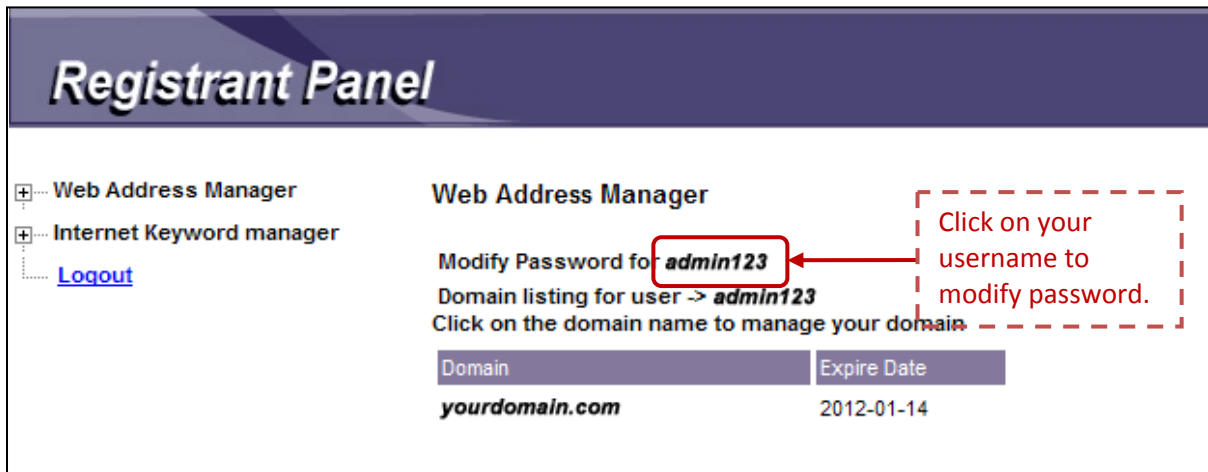 Registrant Panel
Web Address Manager
Internet Keyword manager
Logout
Web Address Manager
Modify Password for admin123
Domain listing for user -> admin123
Click on the domain name to manage your domain
Click on your
username to
modify password.
Domain Expire Date
yourdomain.com 2012-01-14